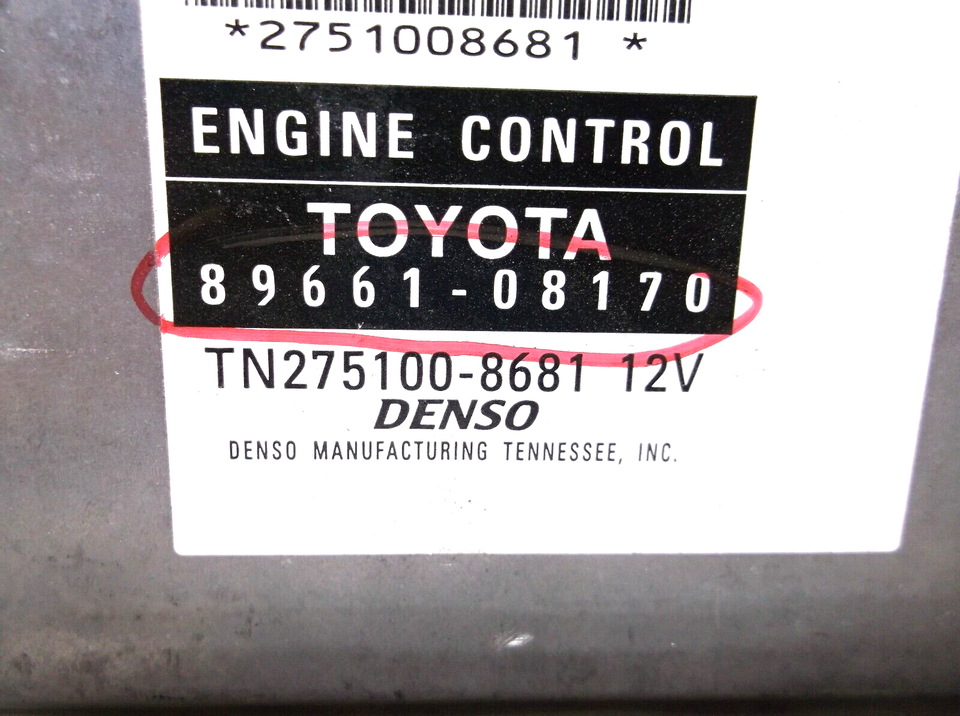 *2751008681 *
ENGINE CONTROL
TOYOTA
89661-08170
TN275100-8681 12V
DENSO
DENSO MANUFACTURING TENNESSEE, INC.